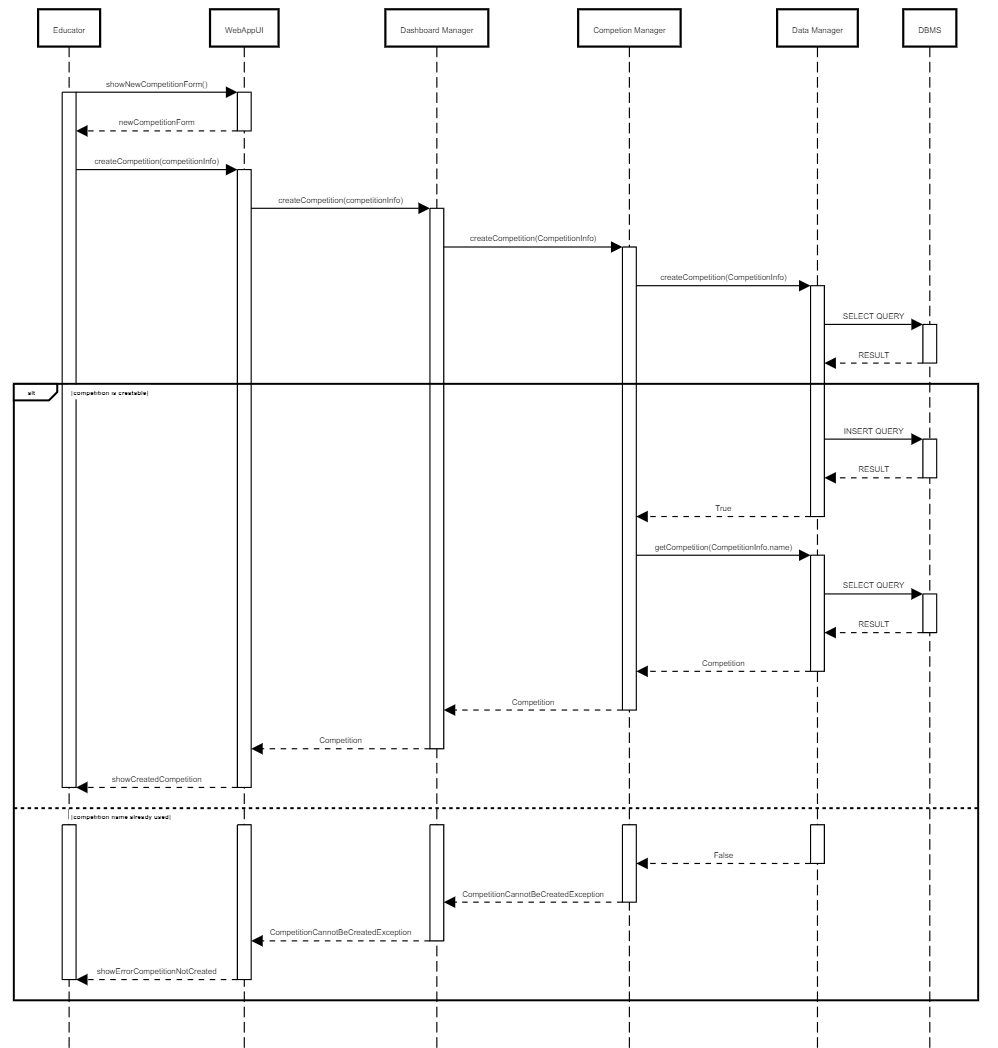 Educator
WebAppUI
Dashboard Manager
Competion Manager
Data Manager
DBMS
showNewCompetitionForm()
newCompetitionForm
createCompetition(competitionInfo)
createCompetition(competitionInfo)
createCompetition(CompetitionInfo)
createCompetition(CompetitionInfo)
SELECT QUERY
RESULT
alt
[competition is creatable]
INSERT QUERY
RESULT
True
getCompetition(CompetitionInfo.name)
SELECT QUERY
RESULT
Competition
Competition
Competition
showCreatedCompetition
[competition name already used]
False
CompetitionCannotBeCreatedException
CompetitionCannotBeCreatedException
showErrorCompetitionNotCreated